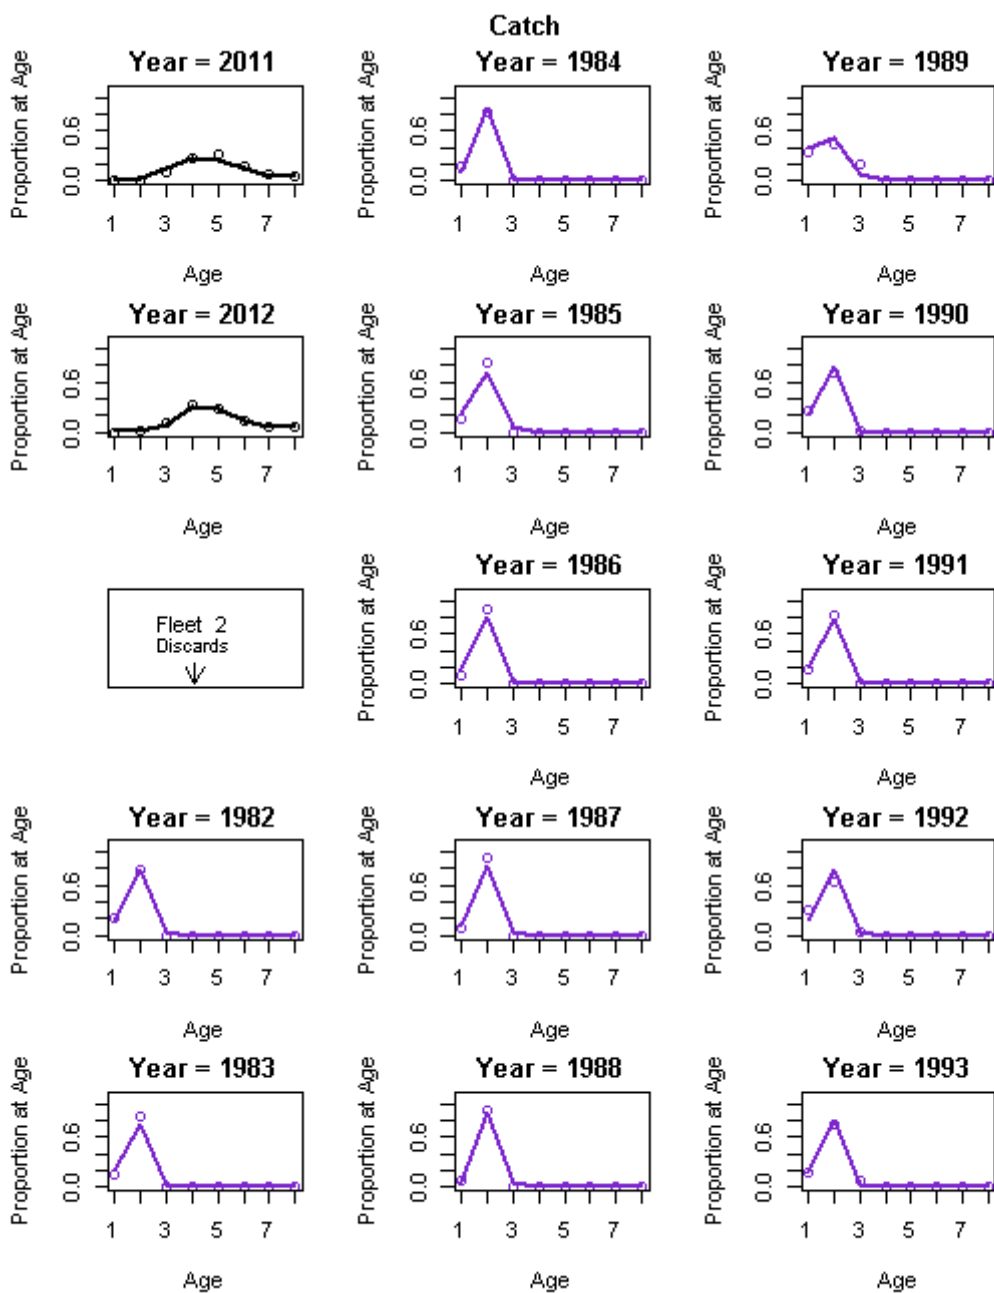 Catch
Year = 2011
Year = 1984
Year = 1989
Proportion at Age
0.0 0.6
1 3 5 7
Age
Proportion at Age
0.0 0.6
1 3 5 7
Age
Proportion at Age
0.0 0.6
1 3 5 7
Age
Year = 2012
Year = 1985
Year = 1990
Proportion at Age
0.0 0.6
1 3 5 7
Age
Proportion at Age
0.0 0.6
1 3 5 7
Age
Proportion at Age
0.0 0.6
1 3 5 7
Age
Fleet 2
Discards
Year = 1986
Year = 1991
Proportion at Age
0.0 0.6
1 3 5 7
Age
Proportion at Age
0.0 0.6
1 3 5 7
Age
Year = 1982
Year = 1987
Year = 1992
Proportion at Age
0.0 0.6
1 3 5 7
Age
Proportion at Age
0.0 0.6
1 3 5 7
Age
Proportion at Age
0.0 0.6
1 3 5 7
Age
Year = 1983
Year = 1988
Year = 1993
Proportion at Age
0.0 0.6
1 3 5 7
Age
Proportion at Age
0.0 0.6
1 3 5 7
Age
Proportion at Age
0.0 0.6
1 3 5 7
Age